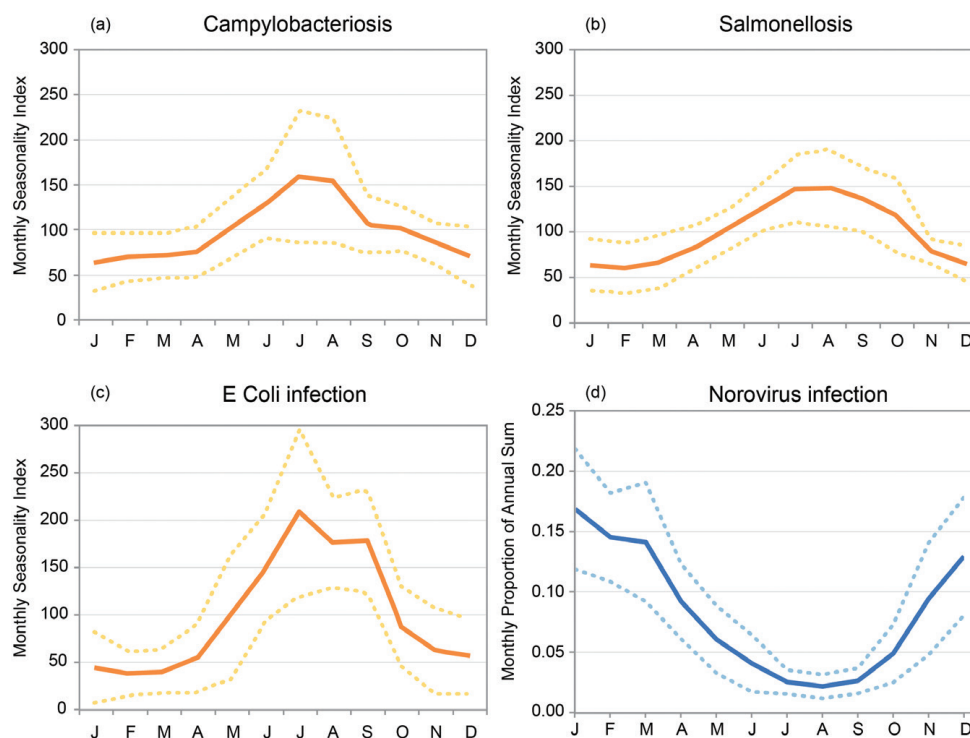 (a) Campylobacteriosis
Monthly Seasonality Index
300
250
200
150
100
50
0
J F M A M J J A S O N D
(b) Salmonellosis
Monthly Seasonality Index
300
250
200
150
100
50
0
J F M A M J J A S O N D
(c) E Coli infection
Monthly Seasonality Index
300
250
200
150
100
50
0
J F M A M J J A S O N D
(d) Norovirus infection
Monthly Proportion of Annual Sum
0.25
0.20
0.15
0.10
0.05
0.00
J F M A M J J A S O N D